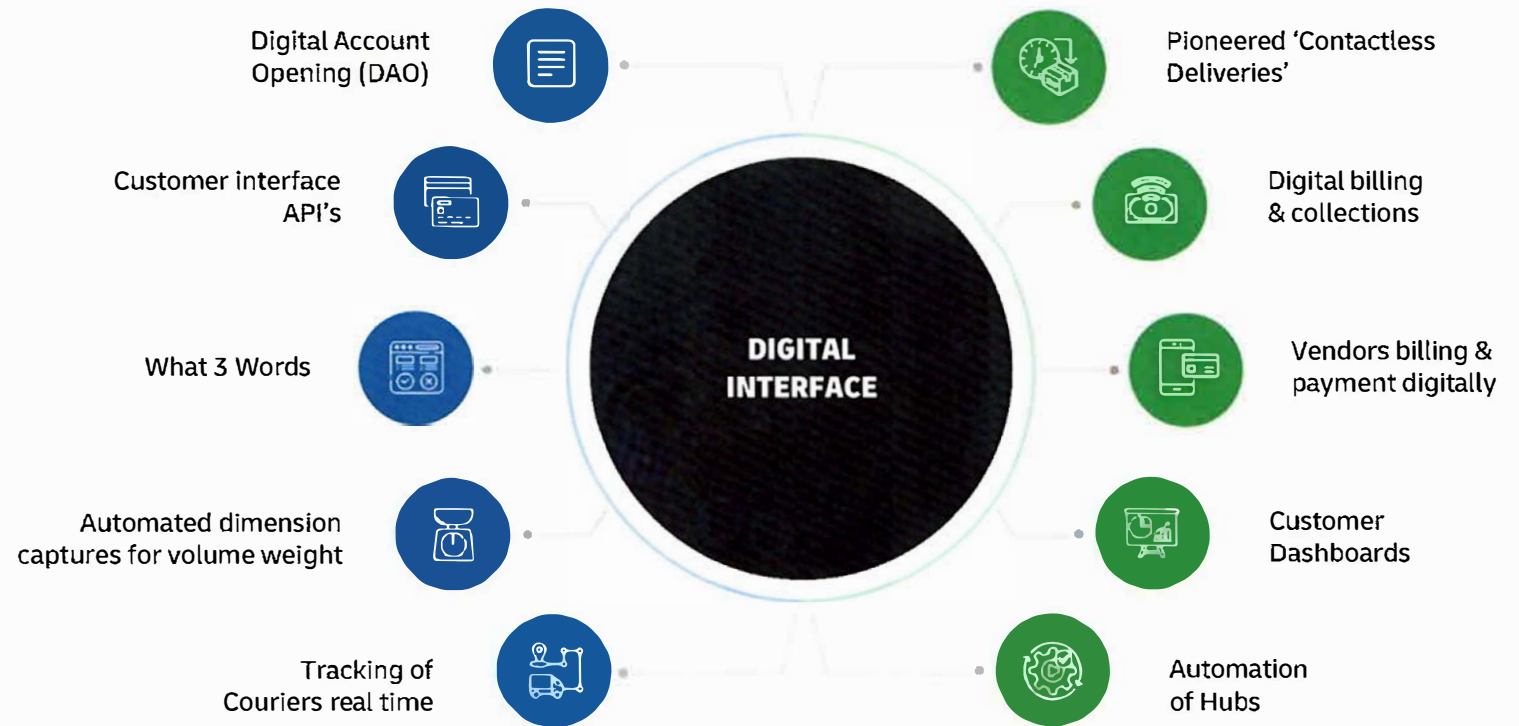 Digital Account
Opening (DAO)
Customer interface
API's
What 3 Words
Automated dimension
captures for volume weight
Tracking of
Couriers real time
DIGITAL
INTERFACE
Pioneered ‘Contactless
Deliveries’
Digital billing
& collections
Vendors billing &
payment digitally
Customer
Dashboards
Automation
of Hubs